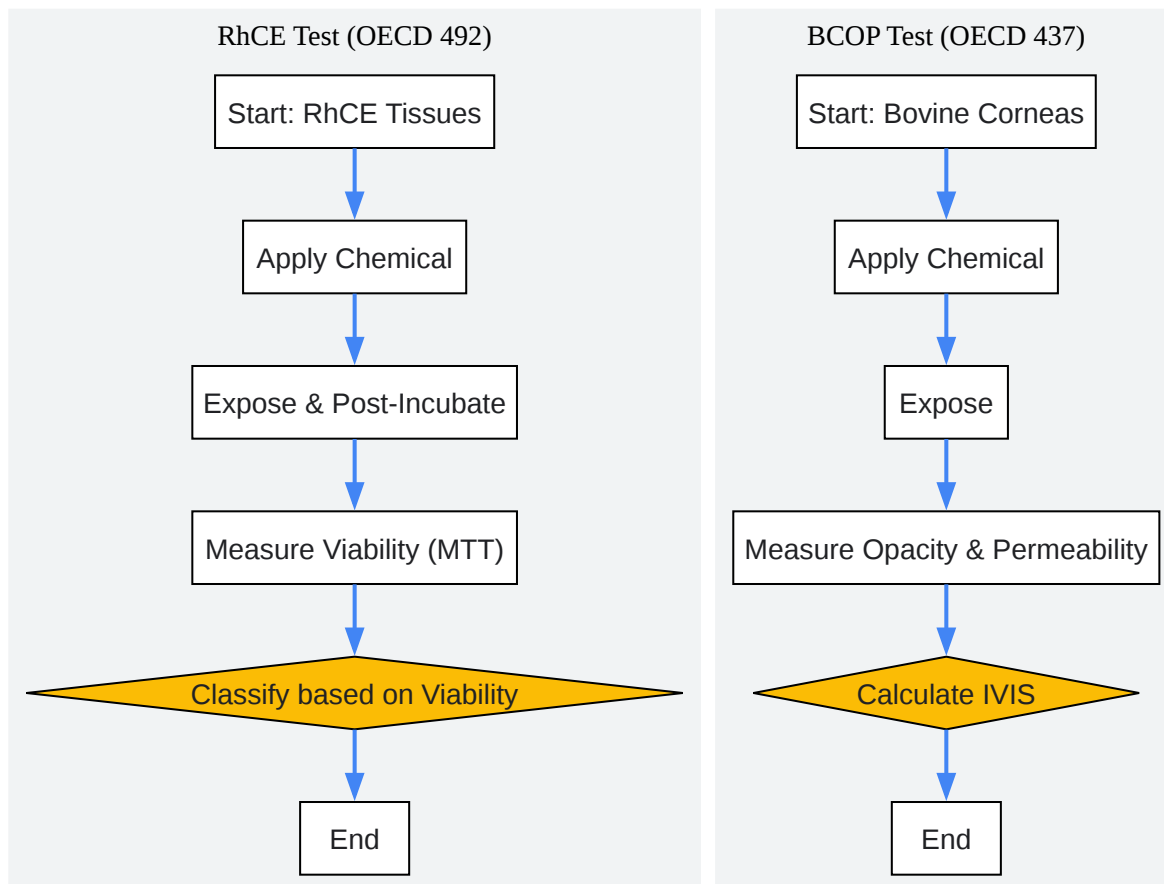 RhCE Test (OECD 492)
Start: RhCE Tissues
Apply Chemical
Expose & Post-Incubate
Measure Viability (MTT)
Classify based on Viability
End
BCOP Test (OECD 437)
Start: Bovine Corneas
Apply Chemical
Expose
Measure Opacity & Permeability
Calculate IVIS
End